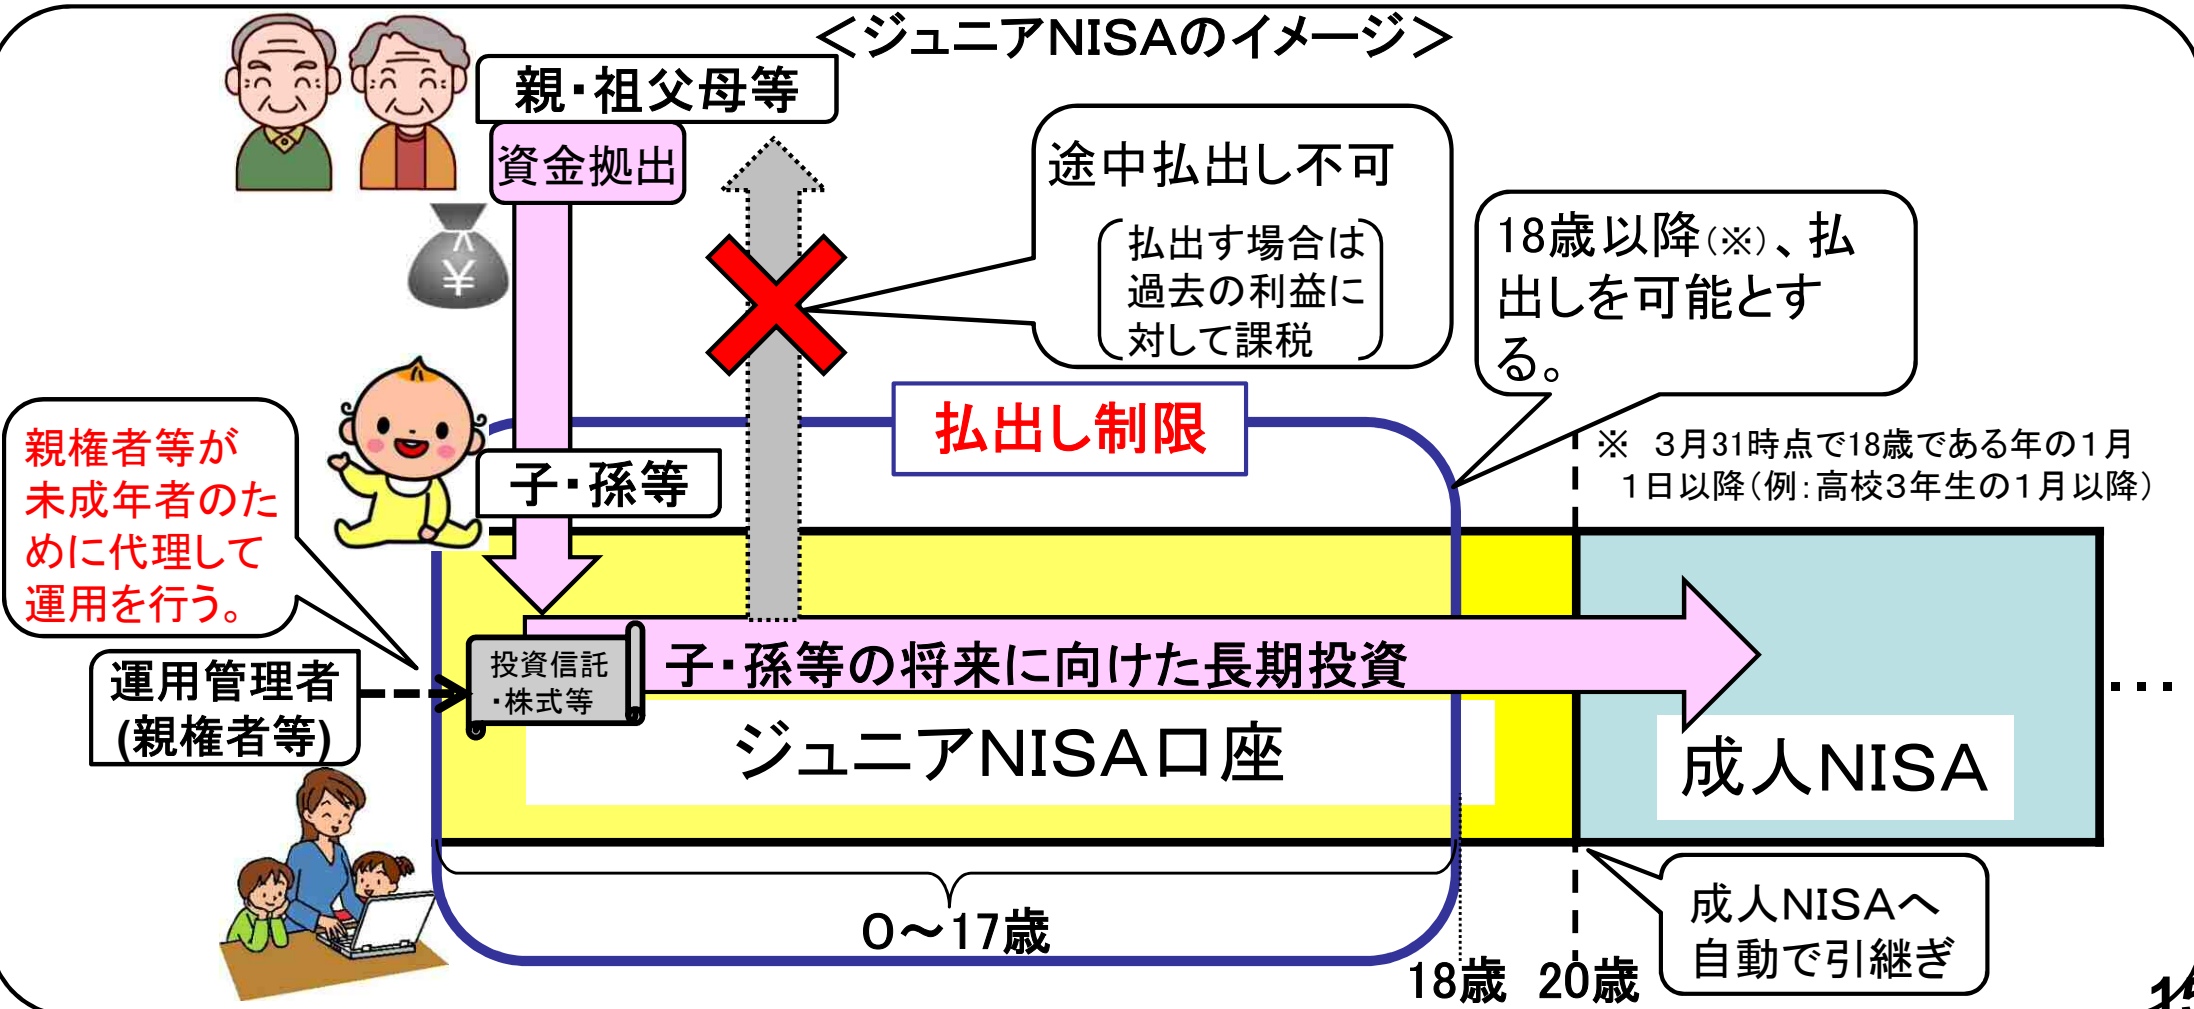 ＜ジュニアNISAのイメージ＞
親・祖父母等
資金拠出
¥
途中払出し不可
払出す場合は
過去の利益に
対して課税
18歳以降（※）、払
出しを可能とす
る。
払出し制限
※　３月31時点で18歳である年の１月
１日以降（例：高校３年生の１月以降）
親権者等が
未成年者のた
めに代理して
運用を行う。
子・孫等
運用管理者
(親権者等)
投資信託
・株式等
子・孫等の将来に向けた長期投資
ジュニアNISA口座
成人NISA
…
０～17歳
18歳
20歳
成人NISAへ
自動で引継ぎ